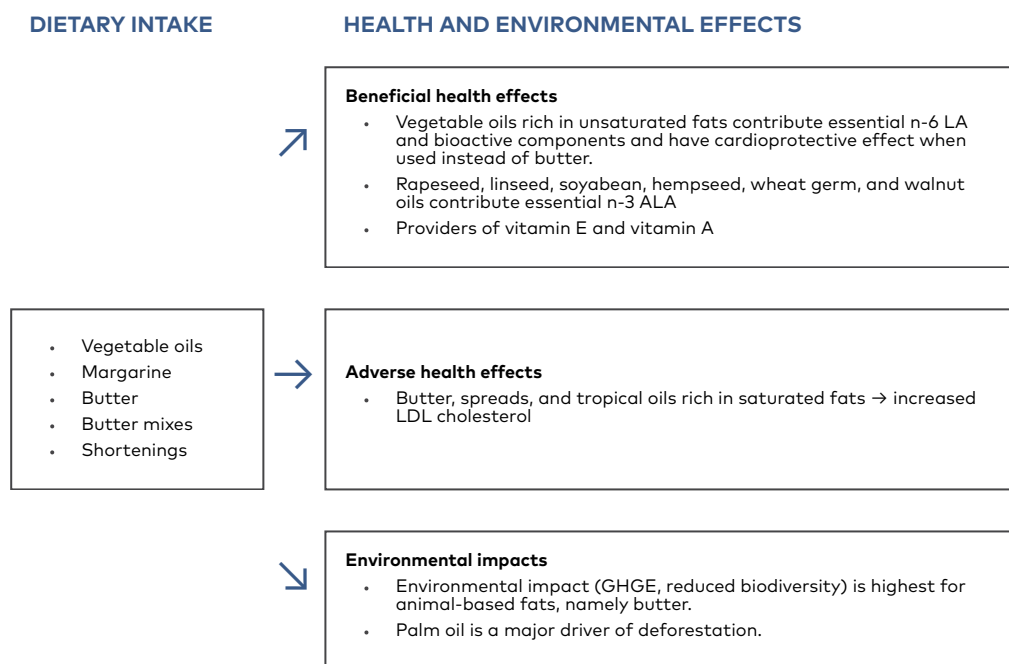 DIETARY INTAKE
HEALTH AND ENVIRONMENTAL EFFECTS
Beneficial health effects
• Vegetable oils rich in unsaturated fats contribute essential n-6 LA
and bioactive components and have cardioprotective effect when
used instead of butter.
• Rapeseed, linseed, soyabean, hempseed, wheat germ, and walnut
oils contribute essential n-3 ALA
• Providers of vitamin E and vitamin A
• Vegetable oils
• Margarine
• Butter
• Butter mixes
• Shortenings
Adverse health effects
• Butter, spreads, and tropical oils rich in saturated fats → increased
LDL cholesterol
Environmental impacts
• Environmental impact (GHGE, reduced biodiversity) is highest for
animal-based fats, namely butter.
• Palm oil is a major driver of deforestation.